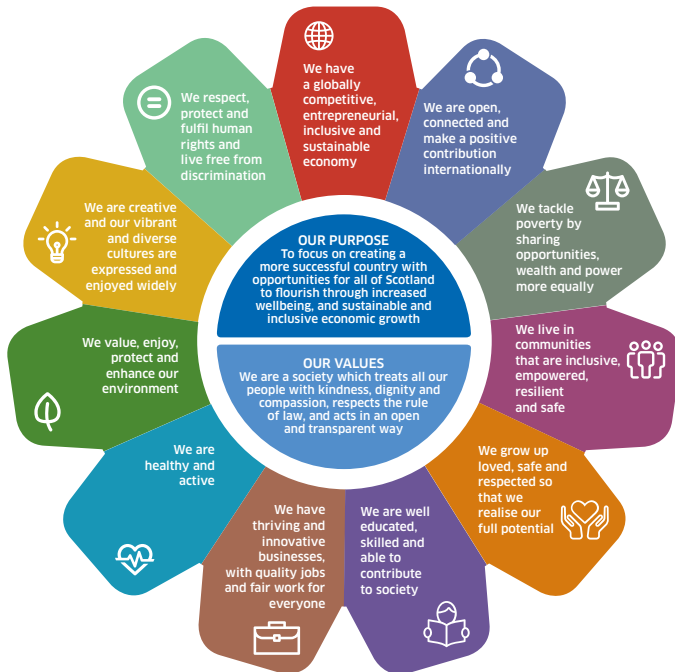 We have
a globally
competitive,
entrepreneurial,
inclusive and
sustainable
economy
We are open,
connected and
make a positive
contribution
internationally
We tackle
poverty by
sharing
opportunities,
wealth and power
more equally
We live in
communities
that are inclusive,
empowered,
resilient
and safe
We grow up
loved, safe and
respected so
that we
realise our
full potential
We are well
educated,
skilled and
able to
contribute
to society
We have
thriving and
innovative
businesses,
with quality jobs
and fair work for
everyone
We are
healthy and
active
We value, enjoy,
protect and
enhance our
environment
We are creative
and our vibrant
and diverse
cultures are
expressed and
enjoyed widely
We respect,
protect and
fulfil human
rights and
live free from
discrimination
OUR PURPOSE
To focus on creating a
more successful country with
opportunities for all of Scotland
to flourish through increased
wellbeing, and sustainable and
inclusive economic growth
OUR VALUES
We are a society which treats all our
people with kindness, dignity and
compassion, respects the rule
of law, and acts in an open
and transparent way